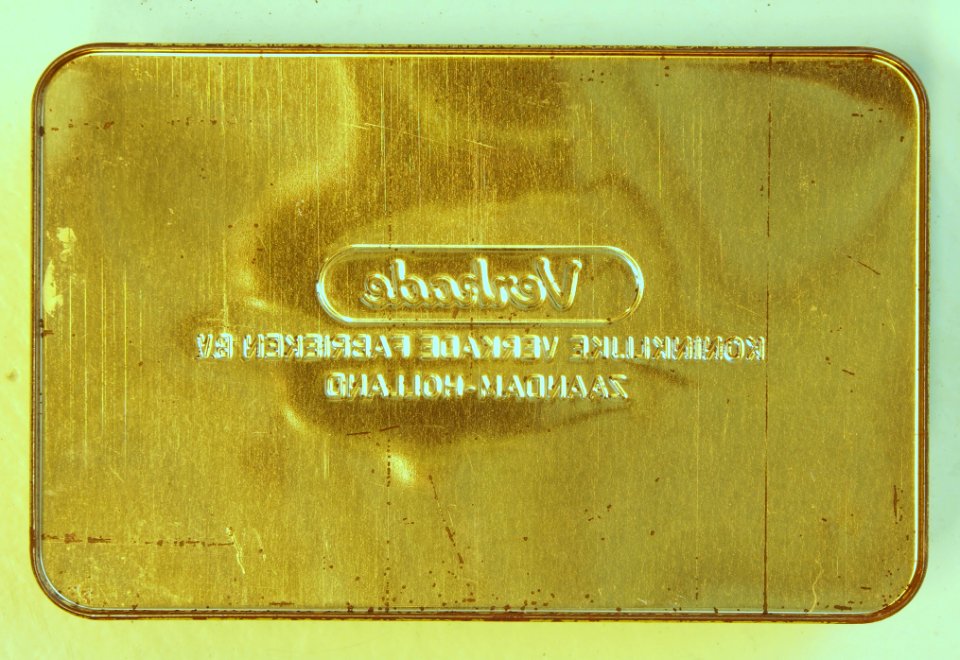 Verkade
KONINKLIJKE VERKADE FABRIEKEN BV
ZAANDAM-HOLLAND